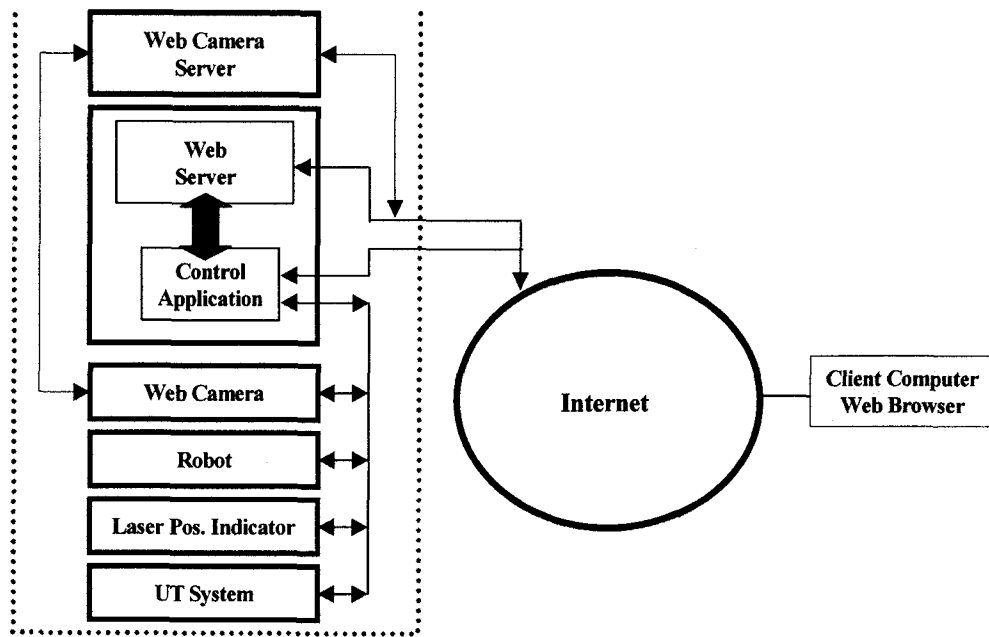 Web Camera
Server
Web
Server
Control
Application
Web Camera
Robot
Laser Pos. Indicator
UT System
Internet
Client Computer
Web Browser